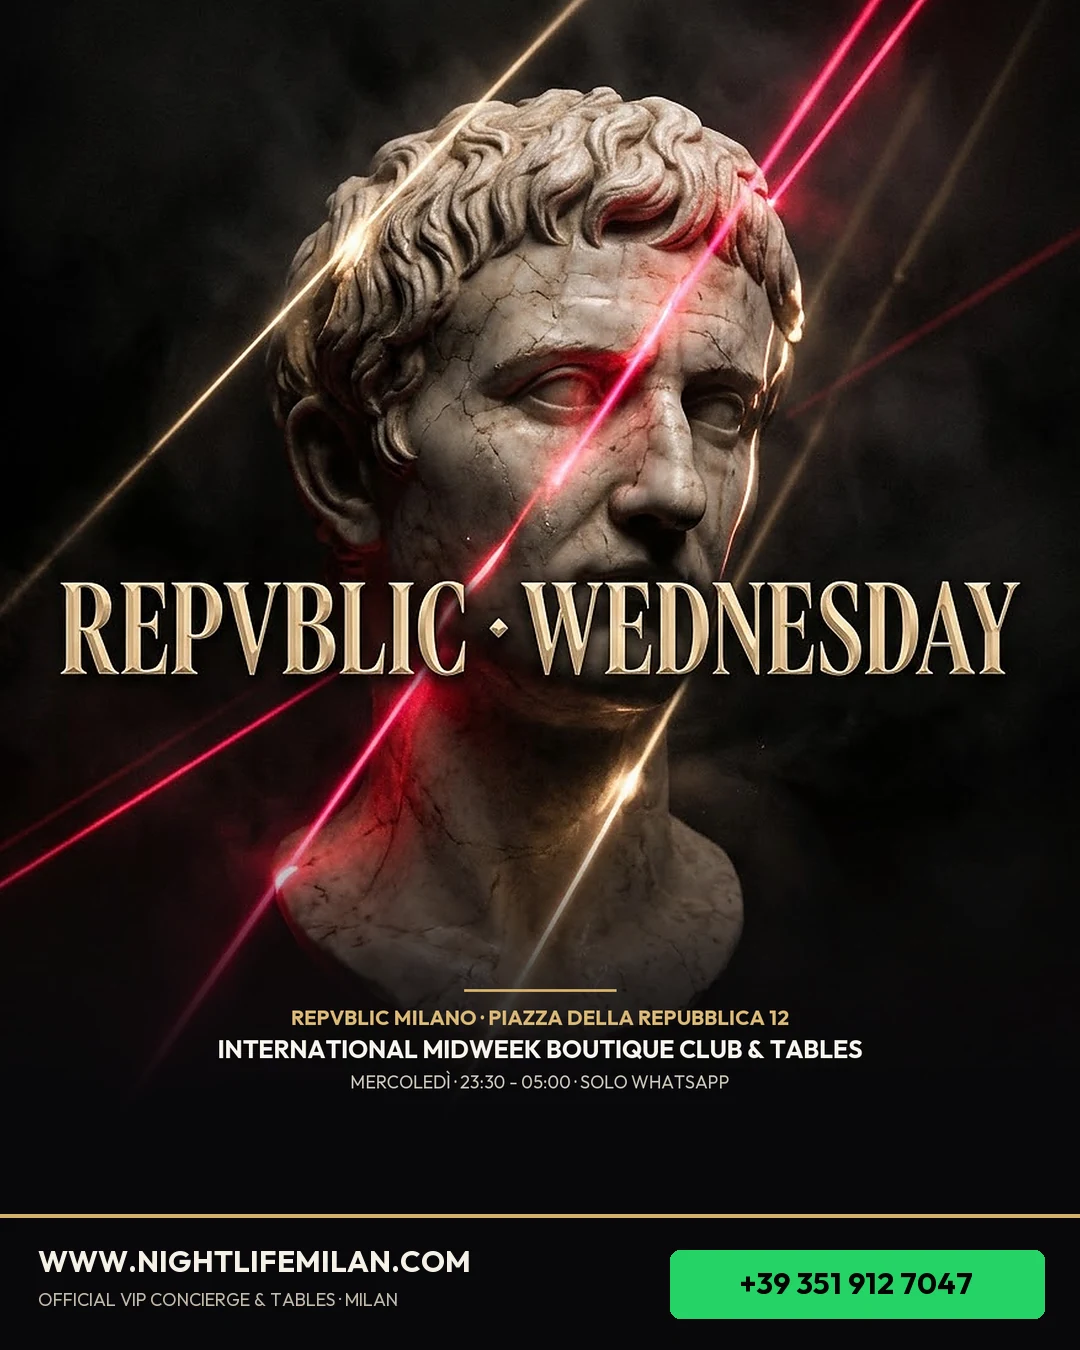 REPVBLIC · WEDNESDAY
REPVBLIC MILANO · PIAZZA DELLA REPUBBLICA 12
INTERNATIONAL MIDWEEK BOUTIQUE CLUB & TABLES
MERCOLEDÌ · 23:30 - 05:00 · SOLO WHATSAPP
WWW.NIGHTLIFEMILAN.COM
OFFICIAL VIP CONCIERGE & TABLES · MILAN
+39 351 912 7047